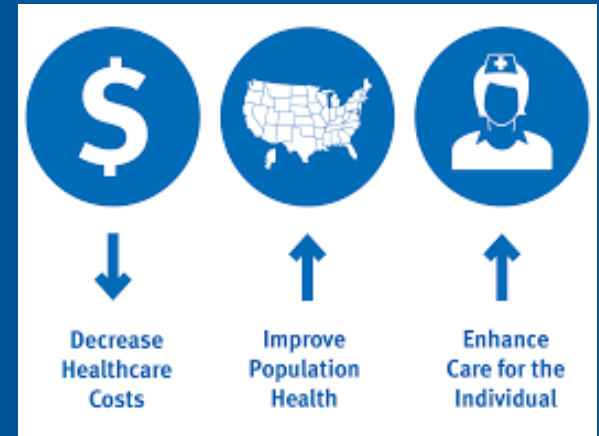 $
Decrease
Healthcare
Costs
Improve
Population
Health
Enhance
Care for the
Individual